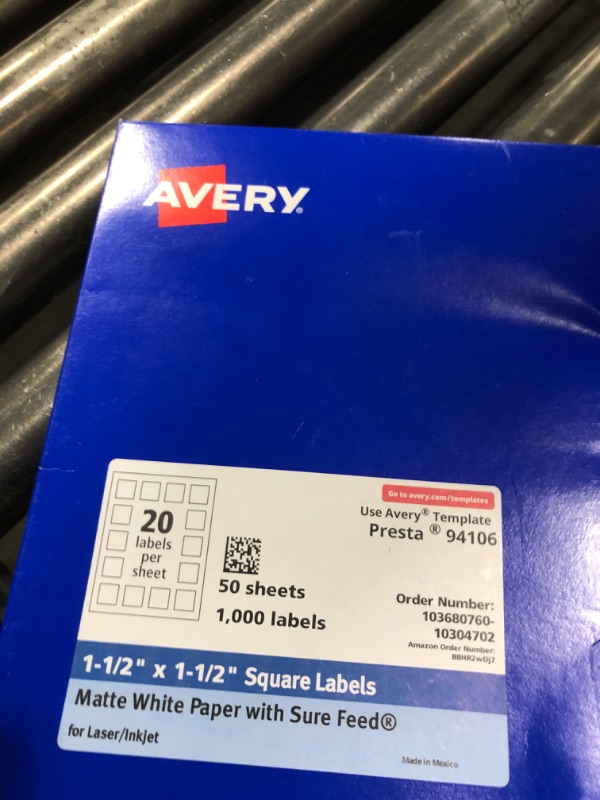 AVERY®
Go to avery.com/templates
Use Avery® Template
Presta ® 94106
20
labels
per
sheet
50 sheets
1,000 labels
Order Number:
103680760-
10304702
Amazon Order Number:
BBHR2wDj7
1-1/2" x 1-1/2" Square Labels
Matte White Paper with Sure Feed®
for Laser/Inkjet
Made in Mexico